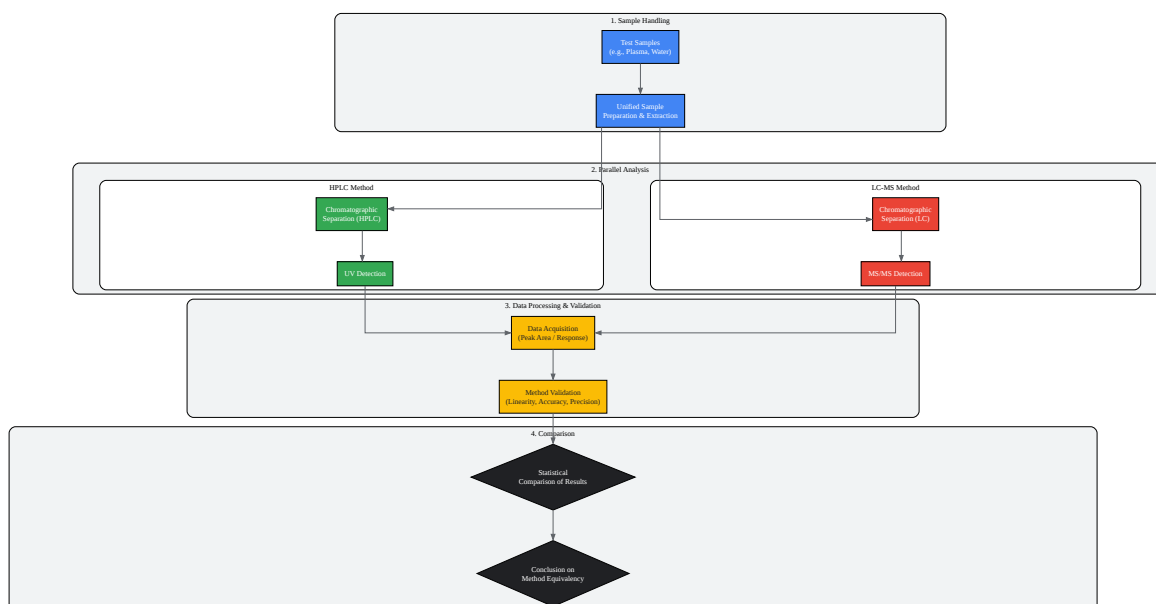 1. Sample Handling
Test Samples
(e.g., Plasma, Water)
Unified Sample
Preparation & Extraction
2. Parallel Analysis
HPLC Method
LC-MS Method
Chromatographic
Separation (HPLC)
Chromatographic
Separation (LC)
UV Detection
MS/MS Detection
3. Data Processing & Validation
Data Acquisition
(Peak Area / Response)
Method Validation
(Linearity, Accuracy, Precision)
4. Comparison
Statistical
Comparison of Results
Conclusion on
Method Equivalency